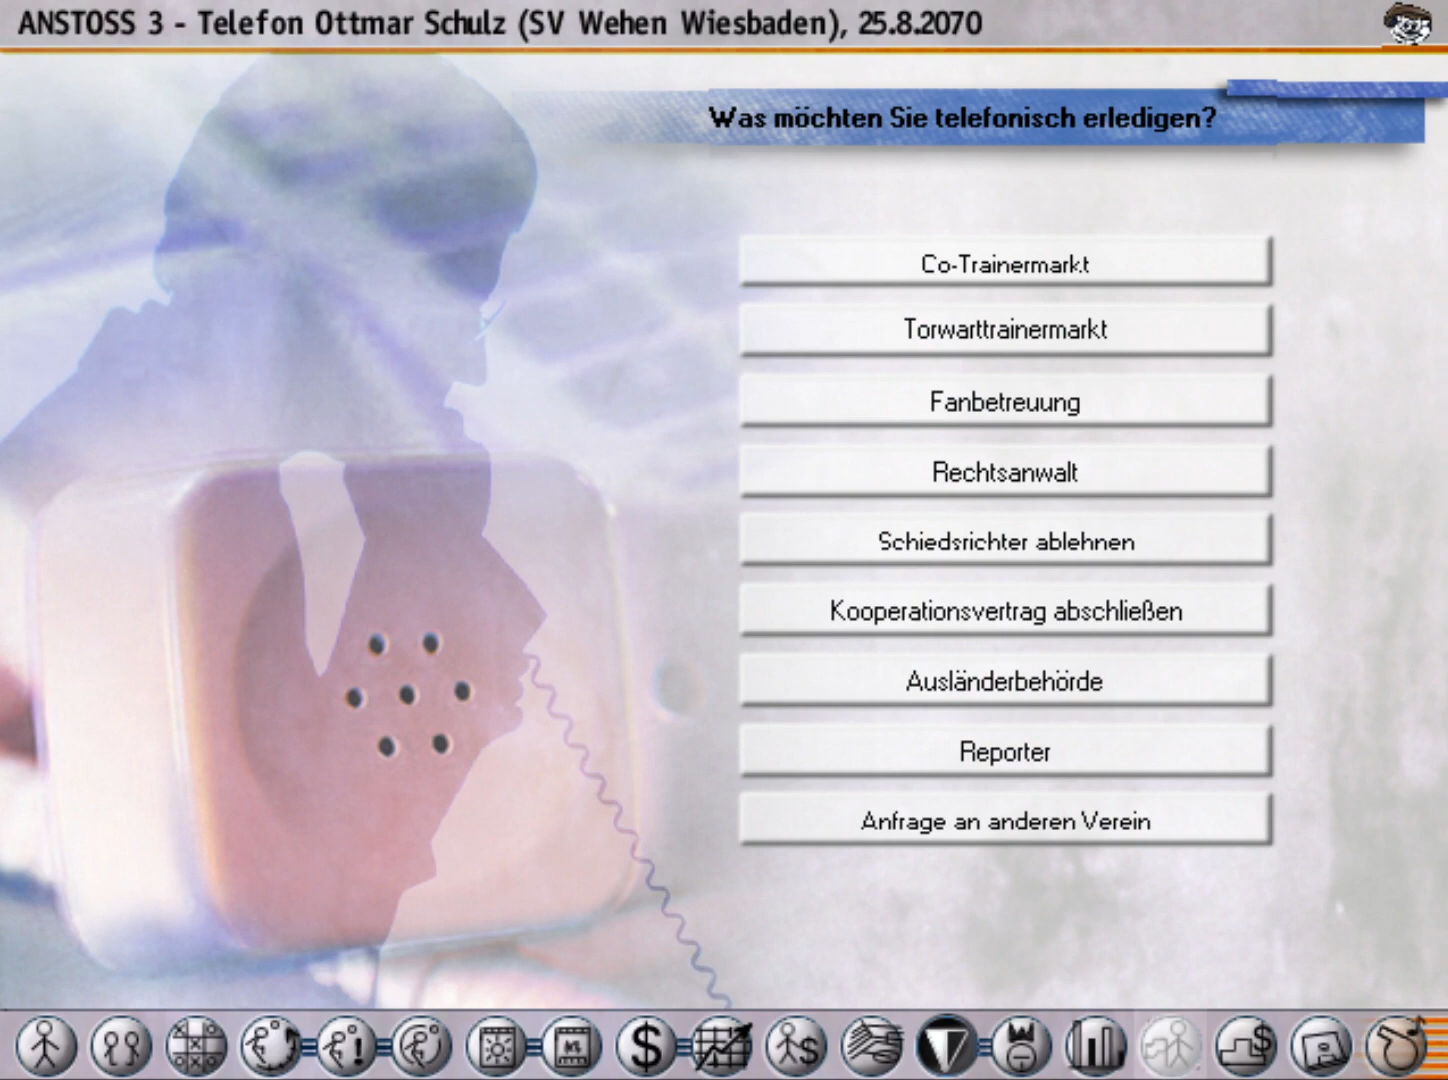 ANSTOSS 3 - Telefon Ottmar Schulz (SV Wehen Wiesbaden), 25.8.2070
Was möchten Sie telefonisch erledigen?
Co-Trainermarkt
Torwarttrainermarkt
Fanbetreuung
Rechtsanwalt
Schiedsrichter ablehnen
Kooperationsvertrag abschließen
Ausländerbehörde
Reporter
Anfrage an anderen Verein